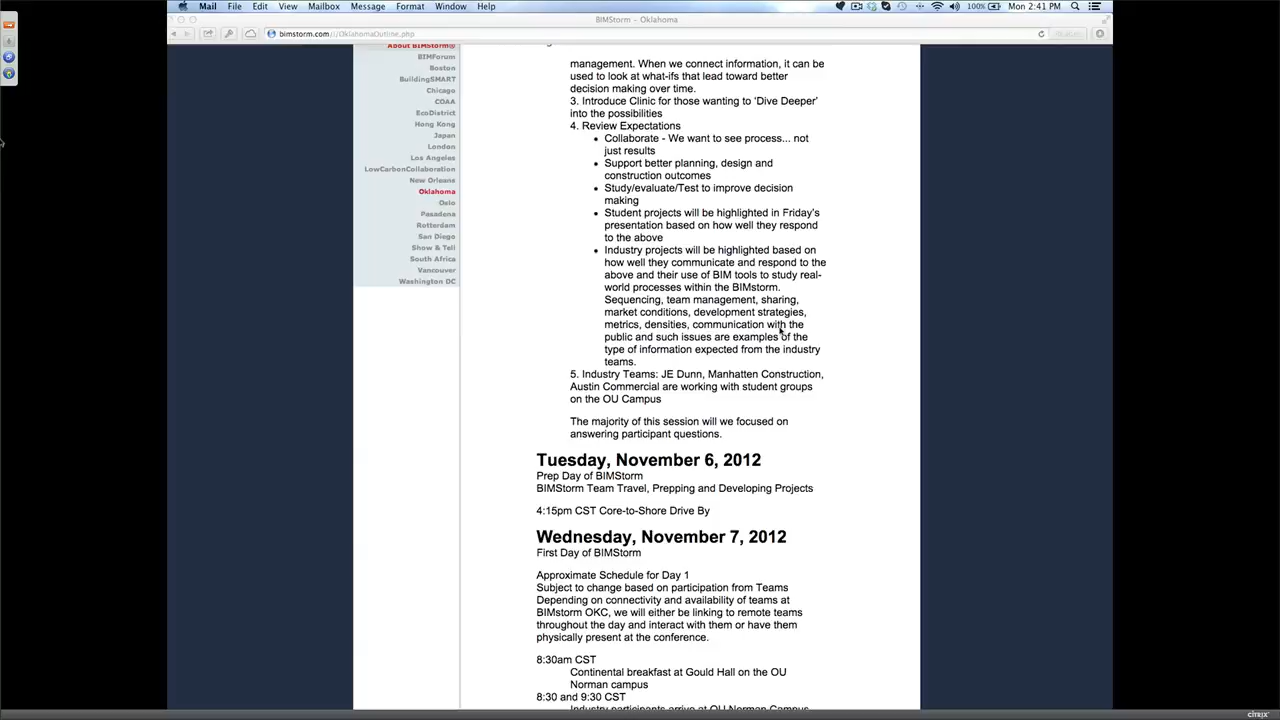 Mail File Edit View Mailbox Message Format Window Help
100% Mon 2:41 PM
BIMStorm – Oklahoma
bimstorm.com/i/OklahomaOutline.php
About BIMStorm®
BIMForum
Boston
BuildingSMART
Chicago
COAA
EcoDistrict
Hong Kong
Japan
London
Los Angeles
LowCarbonCollaboration
New Orleans
Oklahoma
Oslo
Pasadena
Rotterdam
San Diego
Show & Tell
South Africa
Vancouver
Washington DC
management. When we connect information, it can be
used to look at what-ifs that lead toward better
decision making over time.
3. Introduce Clinic for those wanting to 'Dive Deeper'
into the possibilities
4. Review Expectations
• Collaborate - We want to see process... not
just results
• Support better planning, design and
construction outcomes
• Study/evaluate/Test to improve decision
making
• Student projects will be highlighted in Friday's
presentation based on how well they respond
to the above
• Industry projects will be highlighted based on
how well they communicate and respond to the
above and their use of BIM tools to study real-
world processes within the BIMstorm.
Sequencing, team management, sharing,
market conditions, development strategies,
metrics, densities, communication with the
public and such issues are examples of the
type of information expected from the industry
teams.
5. Industry Teams: JE Dunn, Manhatten Construction,
Austin Commercial are working with student groups
on the OU Campus
The majority of this session will we focused on
answering participant questions.
Tuesday, November 6, 2012
Prep Day of BIMStorm
BIMStorm Team Travel, Prepping and Developing Projects
4:15pm CST Core-to-Shore Drive By
Wednesday, November 7, 2012
First Day of BIMStorm
Approximate Schedule for Day 1
Subject to change based on participation from Teams
Depending on connectivity and availability of teams at
BIMstorm OKC, we will either be linking to remote teams
throughout the day and interact with them or have them
physically present at the conference.
8:30am CST
Continental breakfast at Gould Hall on the OU
Norman campus
8:30 and 9:30 CST
Industry participants arrive at OU Norman Campus
CITRIX